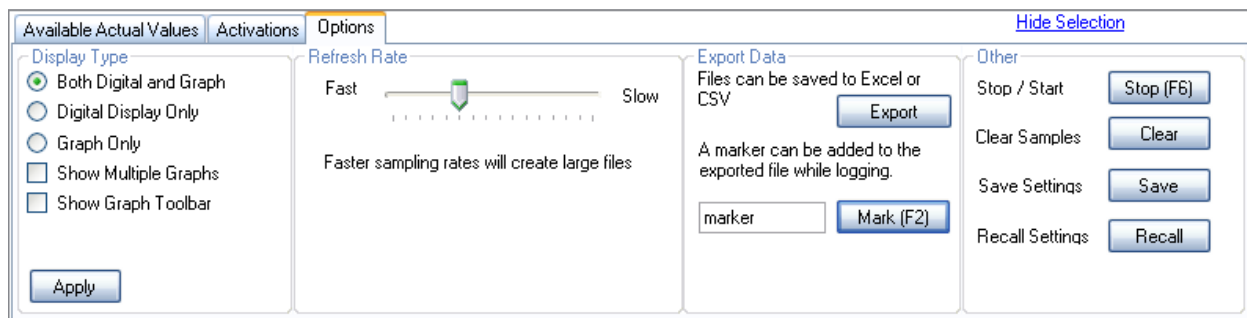 Available Actual Values Activations Options Hide Selection
Display Type
Both Digital and Graph
Digital Display Only
Graph Only
Show Multiple Graphs
Show Graph Toolbar
Apply
Refresh Rate
Fast Slow
Faster sampling rates will create large files
Export Data
Files can be saved to Excel or
CSV
Export
A marker can be added to the
exported file while logging.
marker Mark (F2)
Other
Stop / Start Stop (F6)
Clear Samples Clear
Save Settings Save
Recall Settings Recall